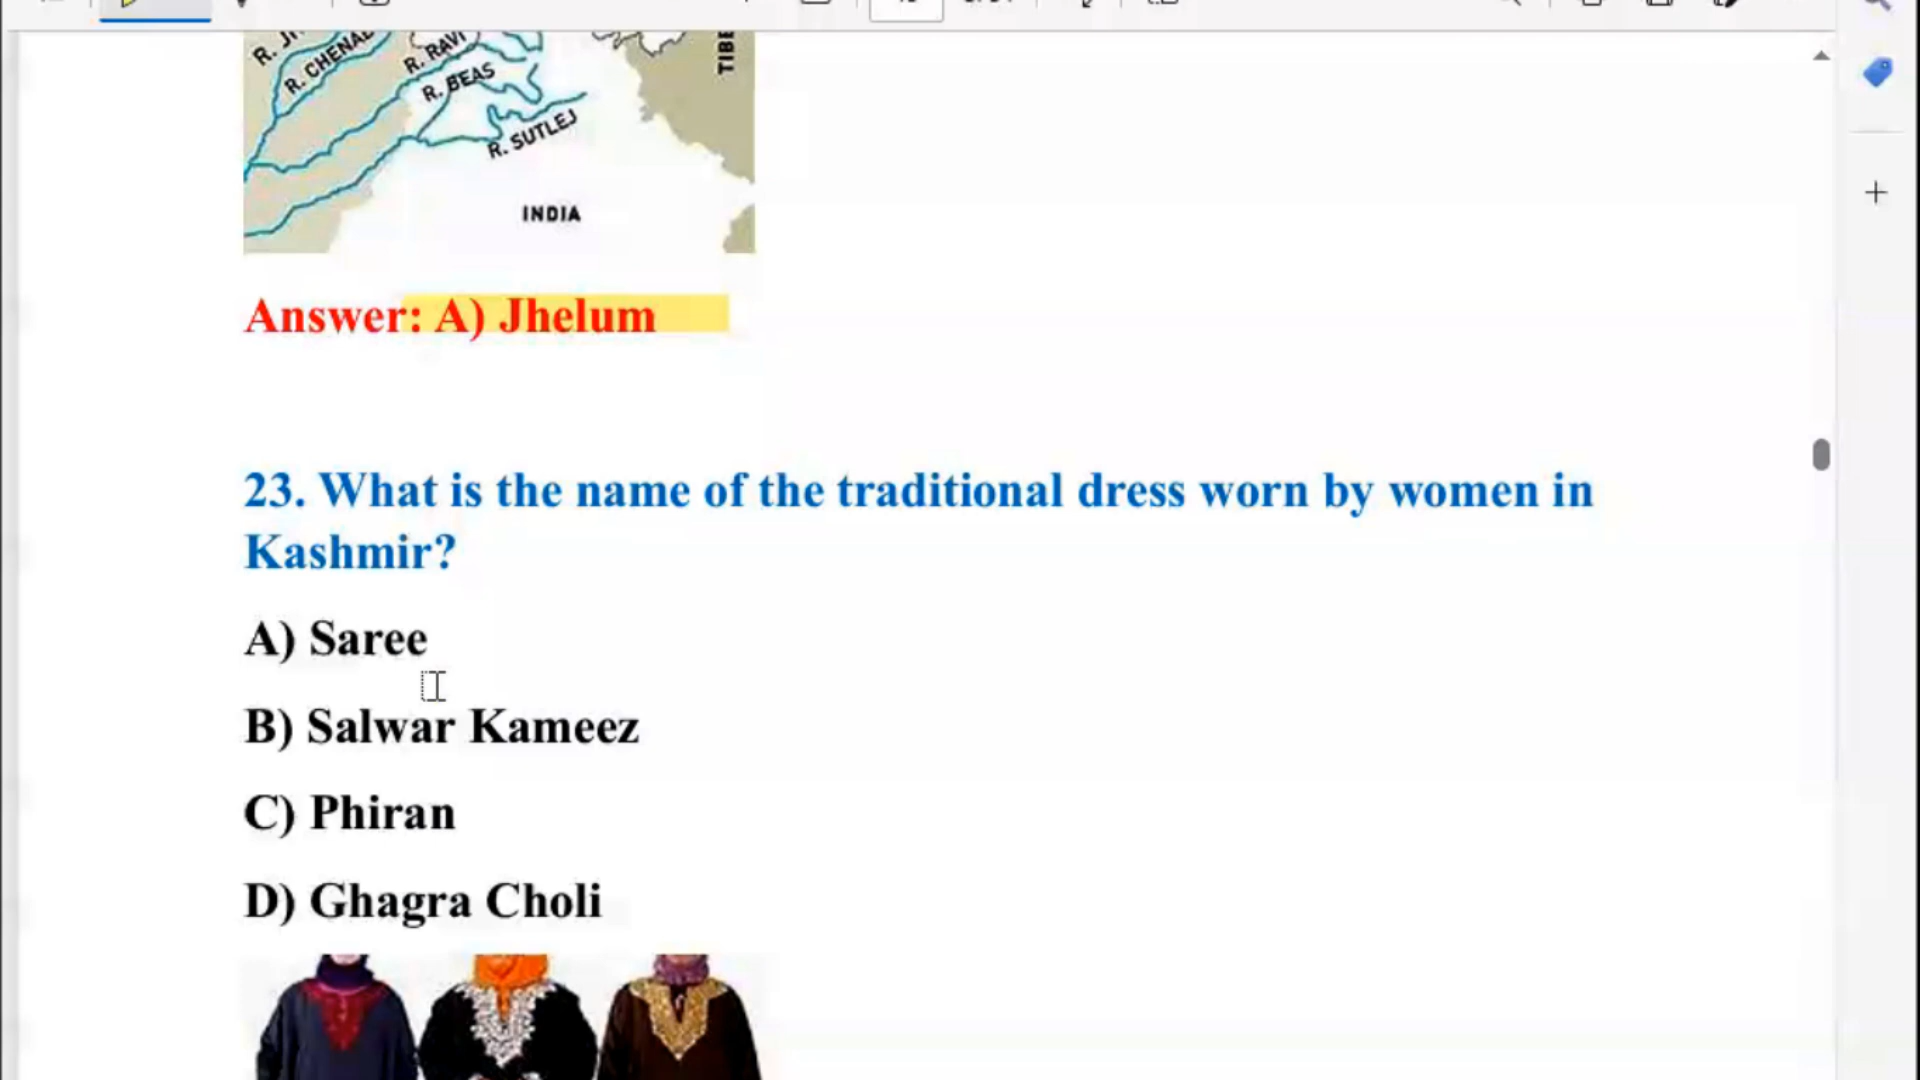 R. CHENAB
R. RAVI
R. BEAS
R. SUTLEJ
INDIA
Answer: A) Jhelum
23. What is the name of the traditional dress worn by women in
Kashmir?
A) Saree
B) Salwar Kameez
C) Phiran
D) Ghagra Choli